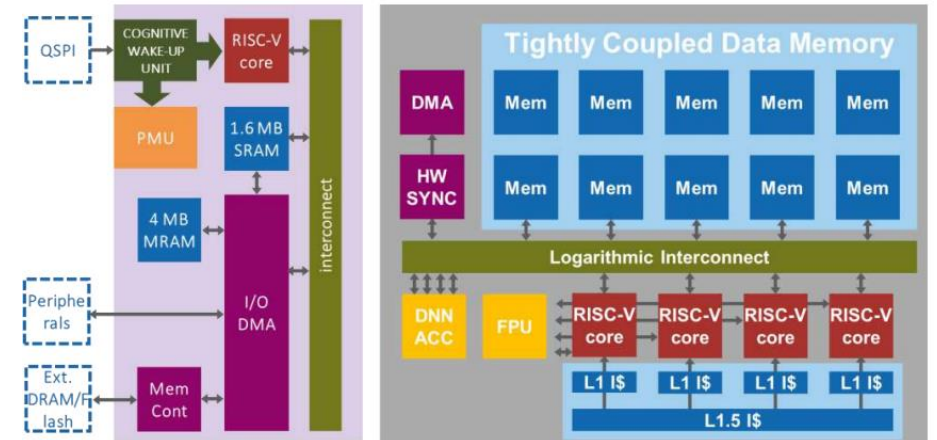 QSPI
COGNITIVE
WAKE-UP
UNIT
RISC-V
core
PMU
1.6 MB
SRAM
4 MB
MRAM
interconnect
Periphe
rals
I/O
DMA
Ext.
DRAM/F
lash
Mem
Cont
Tightly Coupled Data Memory
DMA
Mem
Mem
Mem
Mem
Mem
HW
SYNC
Mem
Mem
Mem
Mem
Mem
Logarithmic Interconnect
DNN
ACC
FPU
RISC-V
core
RISC-V
core
RISC-V
core
RISC-V
core
L1 I$
L1 I$
L1 I$
L1 I$
L1.5 I$